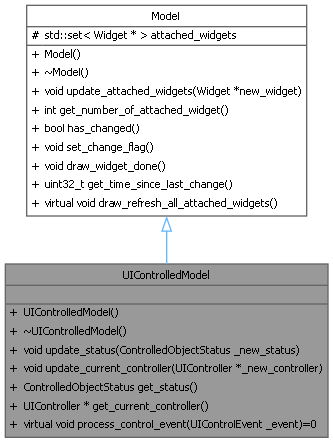 Model
# std::set< Widget * > attached_widgets
+ Model()
+ ~Model()
+ void update_attached_widgets(Widget *new_widget)
+ int get_number_of_attached_widget()
+ bool has_changed()
+ void set_change_flag()
+ void draw_widget_done()
+ uint32_t get_time_since_last_change()
+ virtual void draw_refresh_all_attached_widgets()
UIControlledModel
+ UIControlledModel()
+ ~UIControlledModel()
+ void update_status(ControlledObjectStatus _new_status)
+ void update_current_controller(UIController *_new_controller)
+ ControlledObjectStatus get_status()
+ UIController * get_current_controller()
+ virtual void process_control_event(UIControlEvent _event)=0